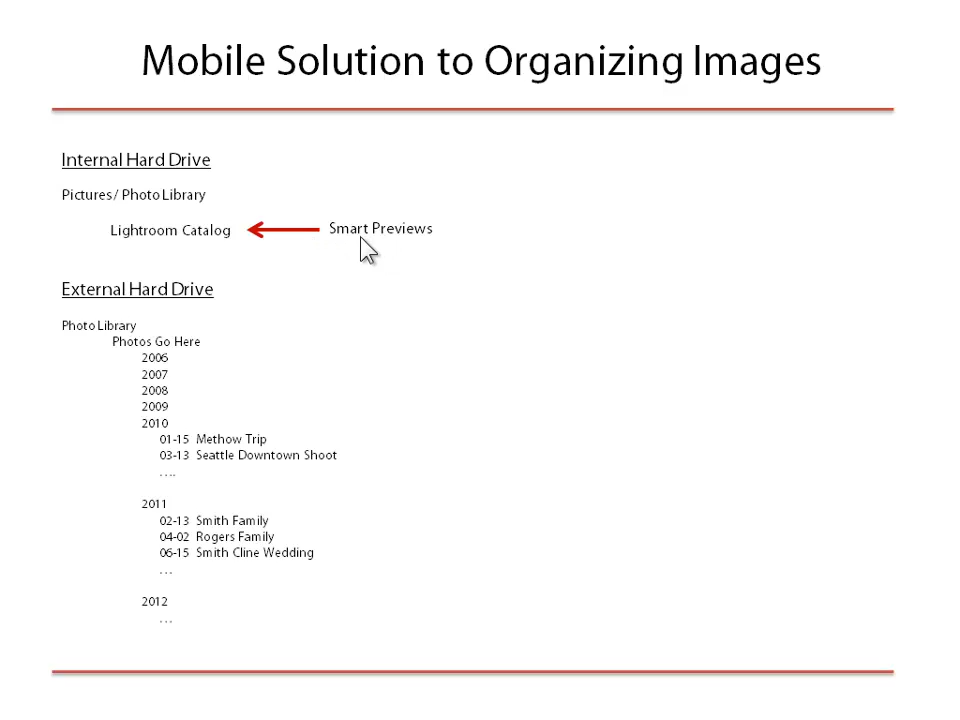 Mobile Solution to Organizing Images
Internal Hard Drive
Pictures/ Photo Library
Lightroom Catalog
Smart Previews
External Hard Drive
Photo Library
Photos Go Here
2006
2007
2008
2009
2010
01-15 Methow Trip
03-13 Seattle Downtown Shoot
....
2011
02-13 Smith Family
04-02 Rogers Family
06-15 Smith Cline Wedding
...
2012
...